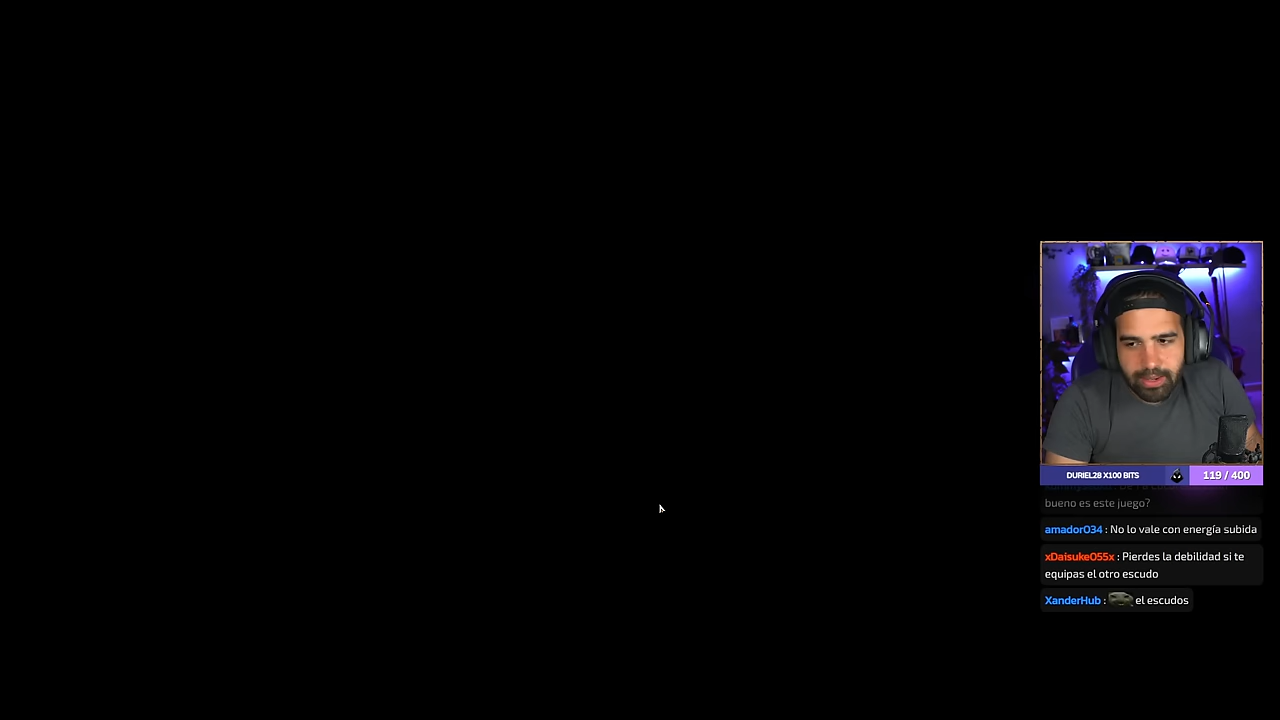 DURIEL28 X100 BITS
119 / 400
bueno es este juego?
amador034 : No lo vale con energía subida
xDaisuke055x : Pierdes la debilidad si te
equipas el otro escudo
XanderHub : el escudos